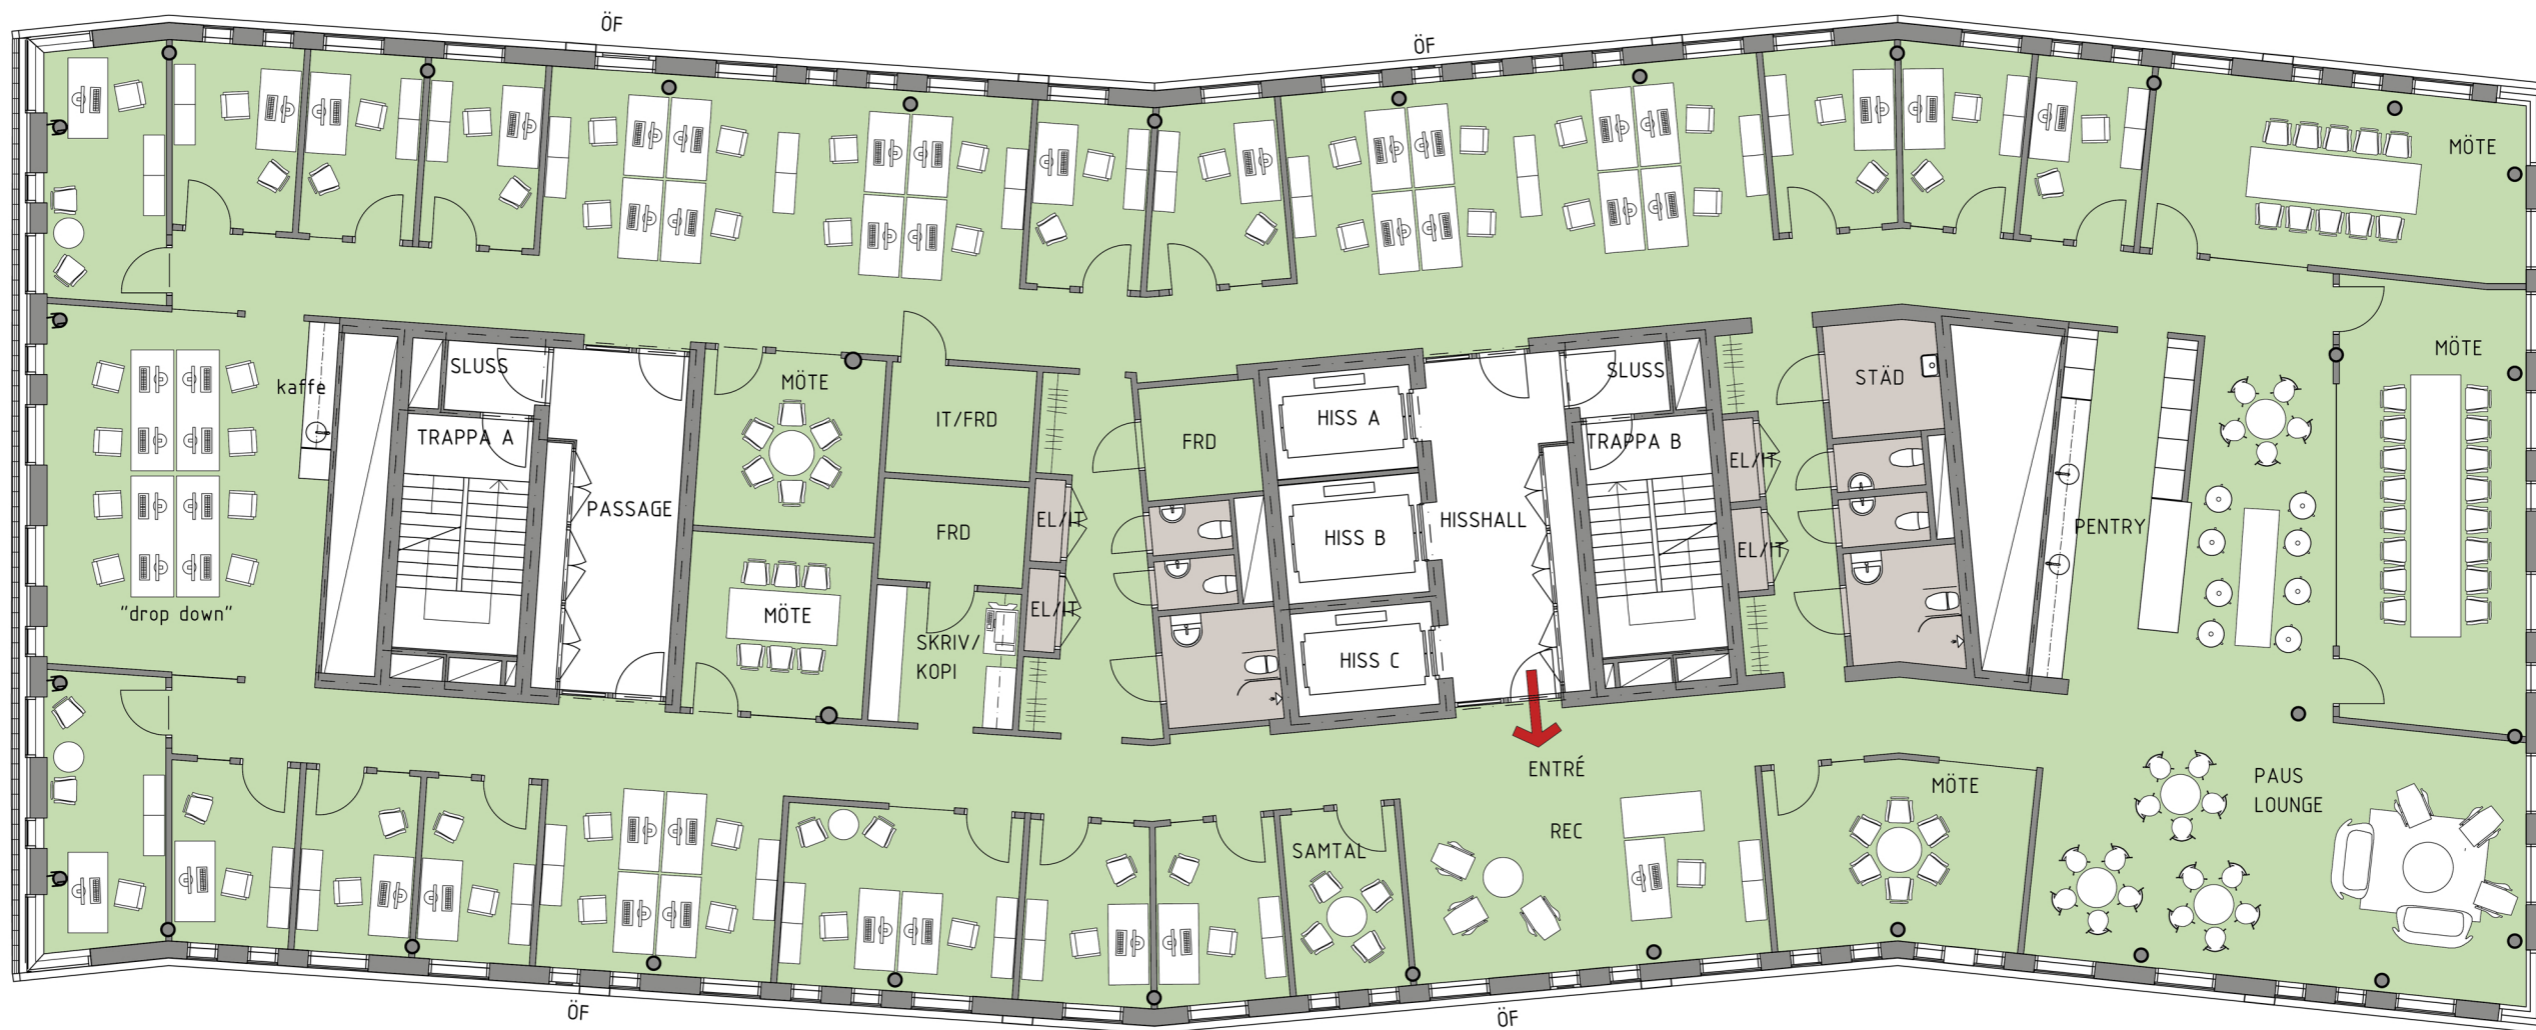 ÖF
ÖF
MÖTE
SLUSS
kaffe
TRAPPA A
PASSAGE
MÖTE
IT/FRD
FRD
EL/IT
EL/IT
MÖTE
SKRIV/
KOPI
"drop down"
FRD
HISS A
HISS B
HISS C
HISSHALL
SLUSS
TRAPPA B
EL/IT
EL/IT
STÄD
PENTRY
MÖTE
ENTRÉ
REC
SAMTAL
MÖTE
PAUS
LOUNGE
ÖF
ÖF